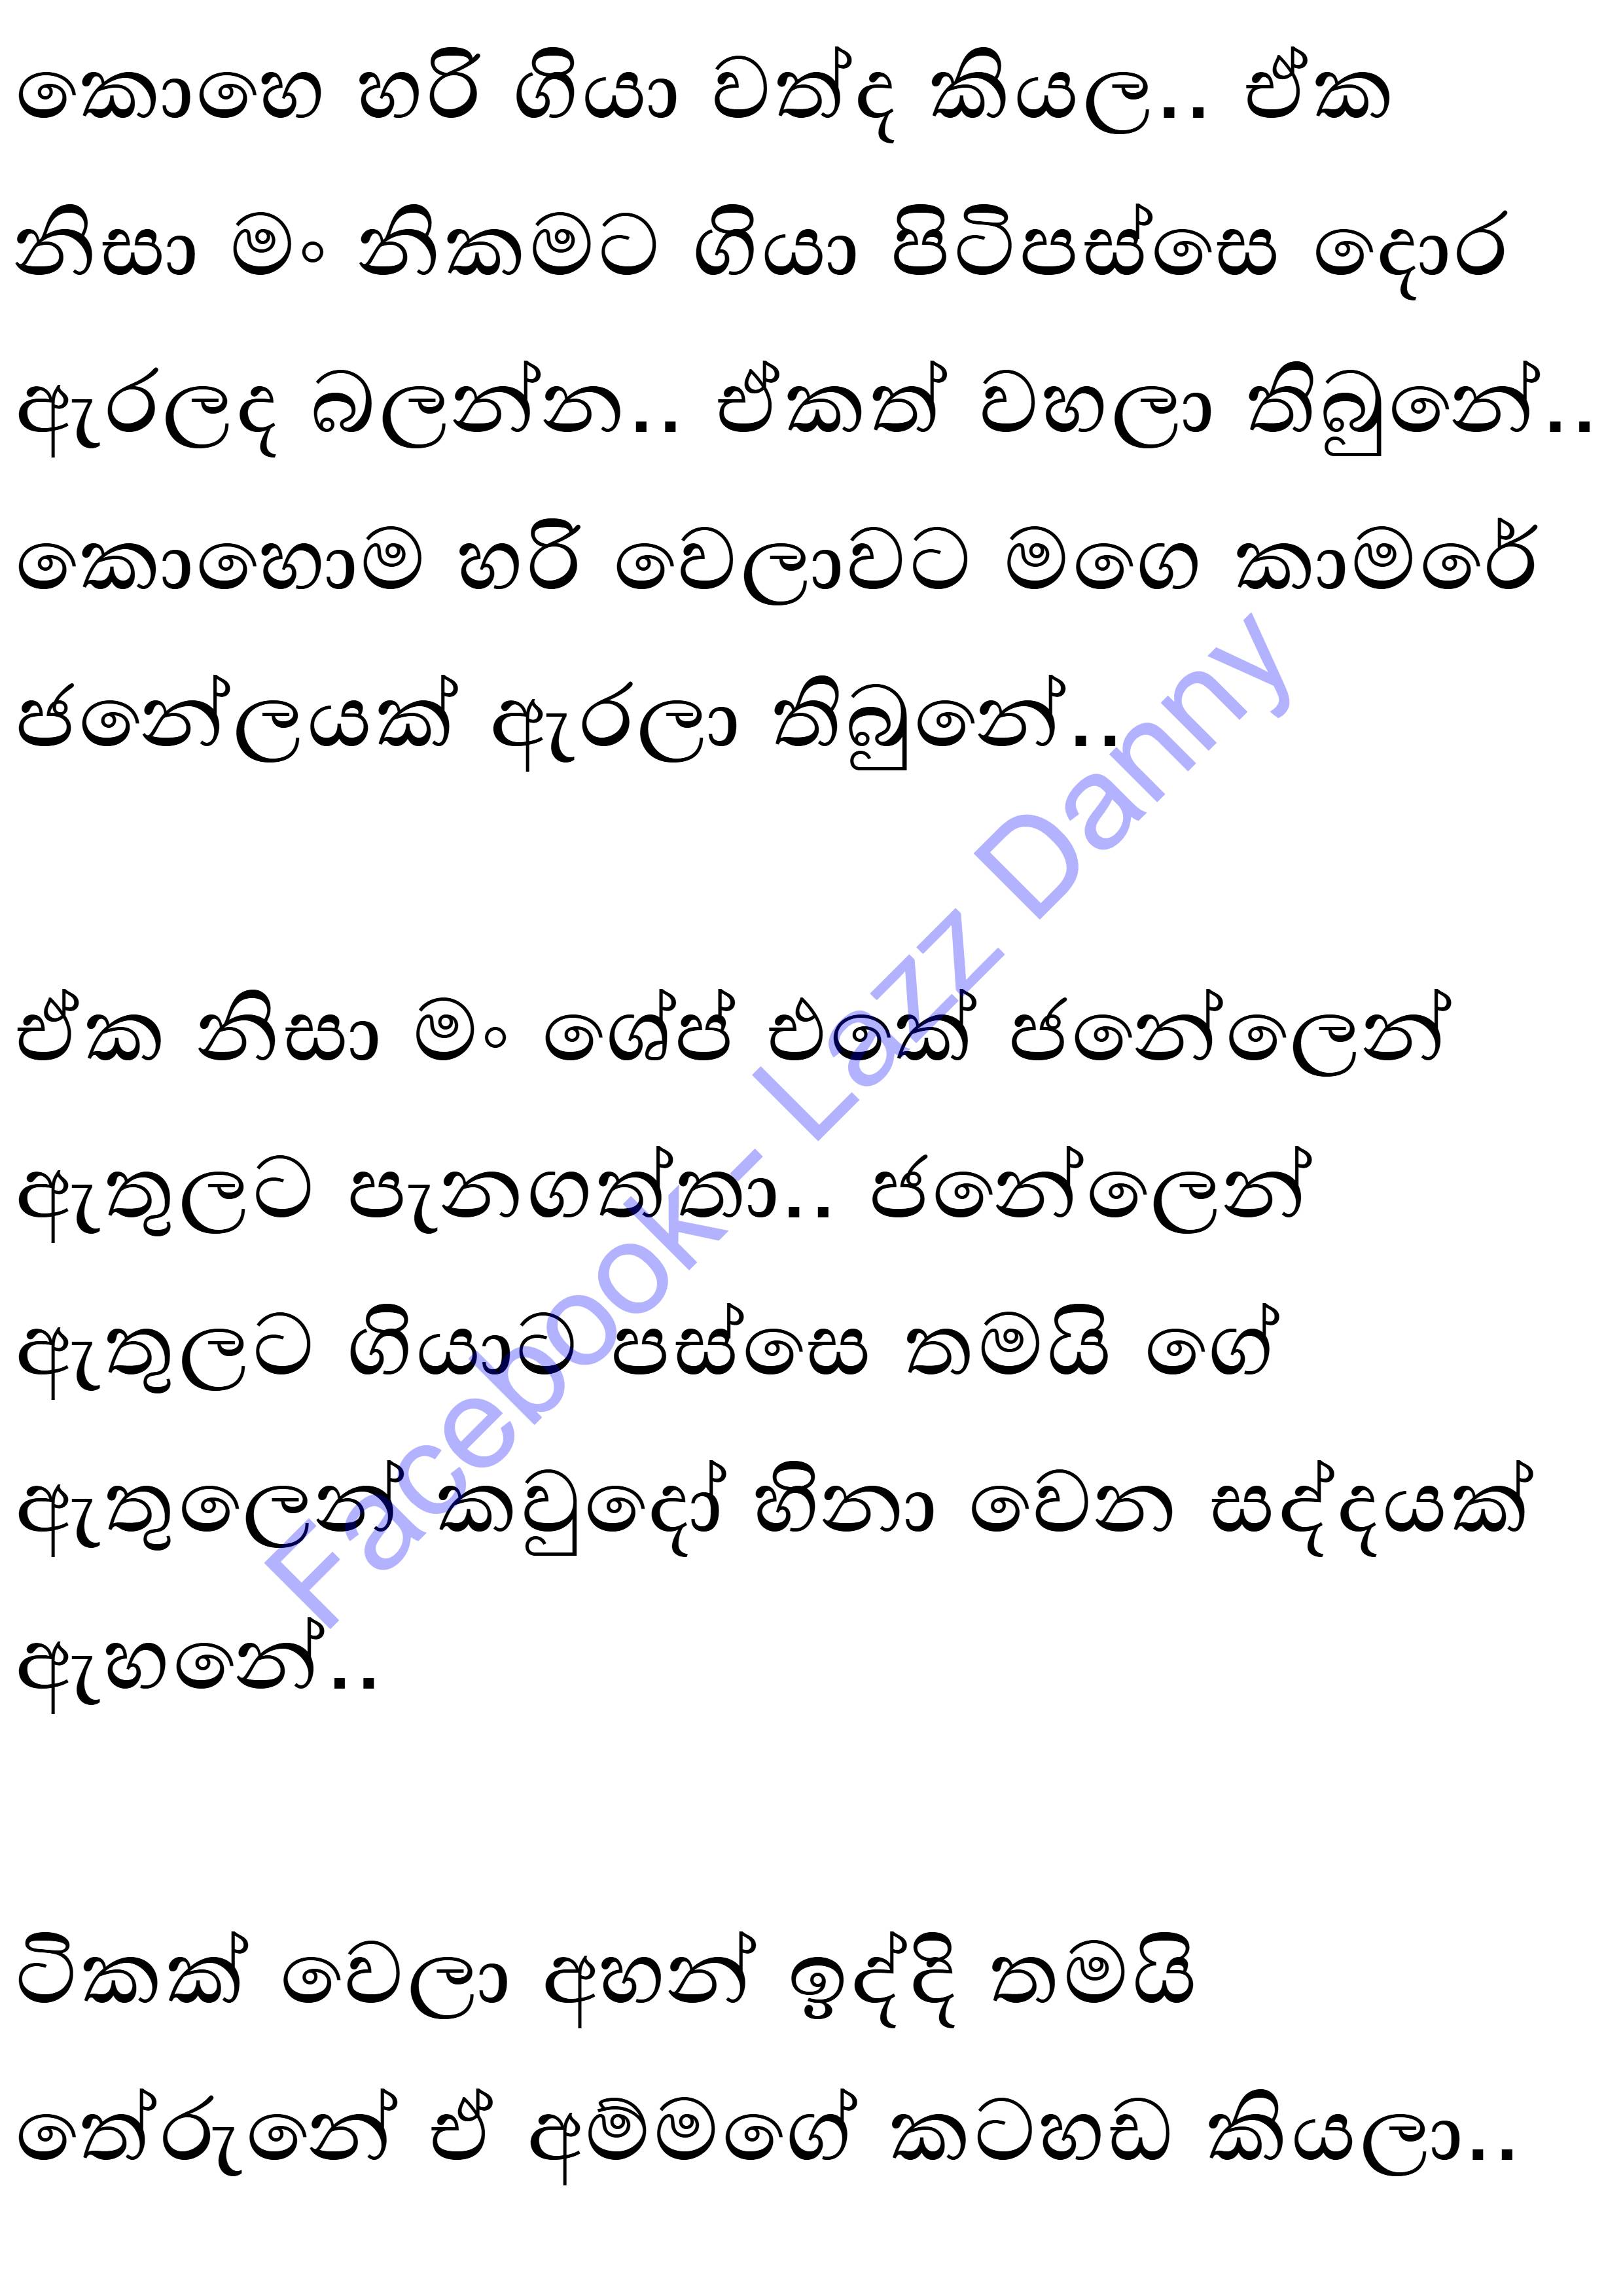 කොහෙ හරි ගියා වත්ද කියල.. ඒක
නිසා මං නිකමට ගියා පිටිපස්සෙ දොර
ඇරලද බලන්න.. ඒකත් වහලා තිබුනේ..
කොහොම හරි වෙලාවට මගෙ කාමරේ
ජනේලයක් ඇරලා තිබුනේ..
ඒක නිසා මං ශේප් එකේ ජනේලෙන්
ඇතුලට පැනගත්තා.. ජනේලෙන්
ඇතුලට ගියාට පස්සෙ තමයි ගේ
ඇතුලෙන් කවුදෝ හිනා වෙන සද්දයක්
ඇහනේ..
ටිකක් වෙලා අහන් ඉද්දි තමයි
තේරුනේ ඒ අම්මගේ කටහඬ කියලා..
Facebook- Lazz Danny